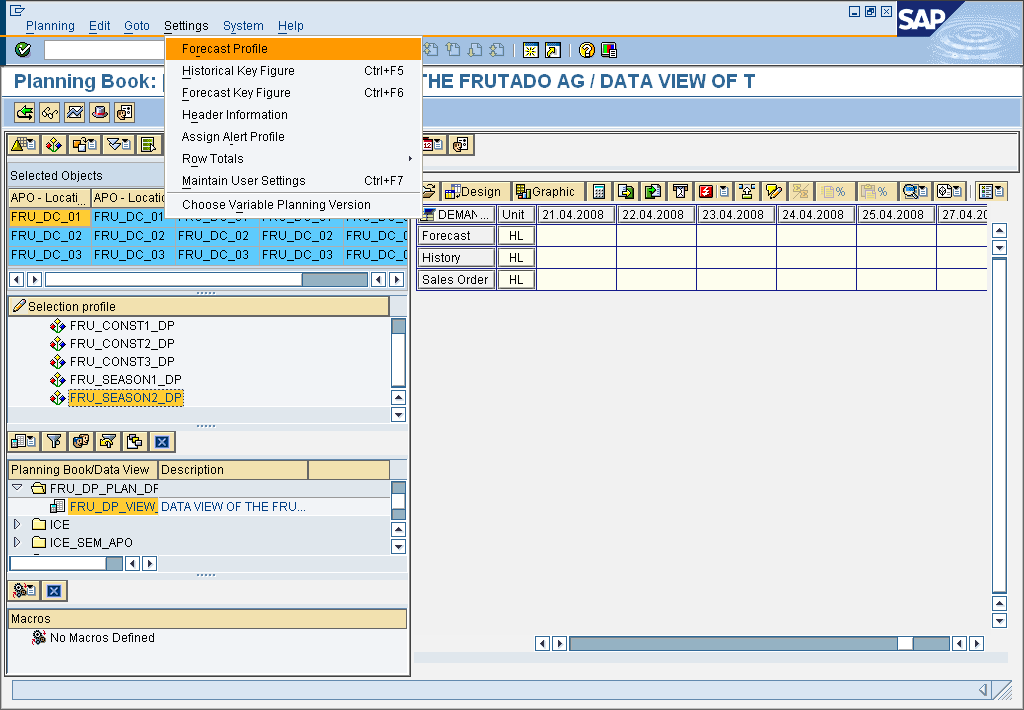 Planning Edit Goto Settings System Help
SAP
Forecast Profile
Historical Key Figure Ctrl+F5
Forecast Key Figure Ctrl+F6
Header Information
Assign Alert Profile
Row Totals
Maintain User Settings Ctrl+F7
Choose Variable Planning Version
Planning Book: THE FRUTADO AG / DATA VIEW OF T
Design Graphic
Selected Objects
APO - Locati... APO - Locatio
FRU_DC_01 FRU_DC_01 FRU_DC_01 FRU_DC_01 FRU_DC_0
FRU_DC_02 FRU_DC_02 FRU_DC_02 FRU_DC_02 FRU_DC_0
FRU_DC_03 FRU_DC_03 FRU_DC_03 FRU_DC_03 FRU_DC_0
DEMAN... Unit 21.04.2008 22.04.2008 23.04.2008 24.04.2008 25.04.2008 27.04.20
Forecast HL
History HL
Sales Order HL
Selection profile
FRU_CONST1_DP
FRU_CONST2_DP
FRU_CONST3_DP
FRU_SEASON1_DP
FRU_SEASON2_DP
Planning Book/Data View Description
FRU_DP_PLAN_DF
FRU_DP_VIEW_ DATA VIEW OF THE FRU...
ICE
ICE_SEM_APO
Macros
No Macros Defined